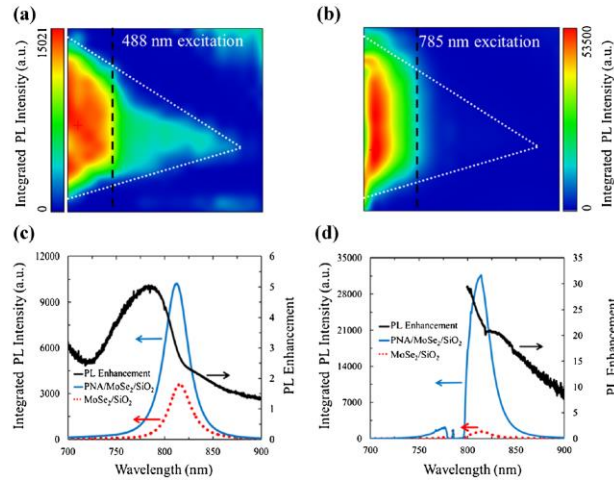 (a)
(b)
Integrated PL Intensity (a.u.)
15021
0
488 nm excitation
785 nm excitation
53500
0
Integrated PL Intensity (a.u.)
(c)
(d)
Integrated PL Intensity (a.u.)
12000
9000
6000
3000
0
6
5
4
3
2
1
0
PL Enhancement
PL Enhancement
PNA/MoSe₂/SiO₂
MoSe₂/SiO₂
700 750 800 850 900
Wavelength (nm)
Integrated PL Intensity (a.u.)
35000
28000
21000
14000
7000
0
35
30
25
20
15
10
5
0
PL Enhancement
PL Enhancement
PNA/MoSe₂/SiO₂
MoSe₂/SiO₂
700 750 800 850 900
Wavelength (nm)